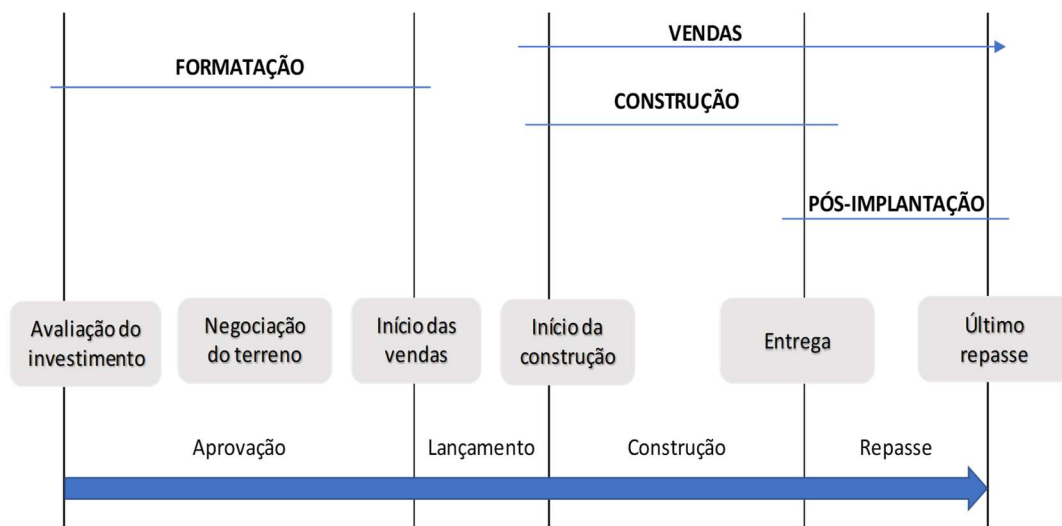 VENDAS
FORMATAÇÃO
CONSTRUÇÃO
PÓS-IMPLANTAÇÃO
Avaliação do
investimento
Negociação
do terreno
Início das
vendas
Início da
construção
Entrega
Último
repasse
Aprovação
Lançamento
Construção
Repasse